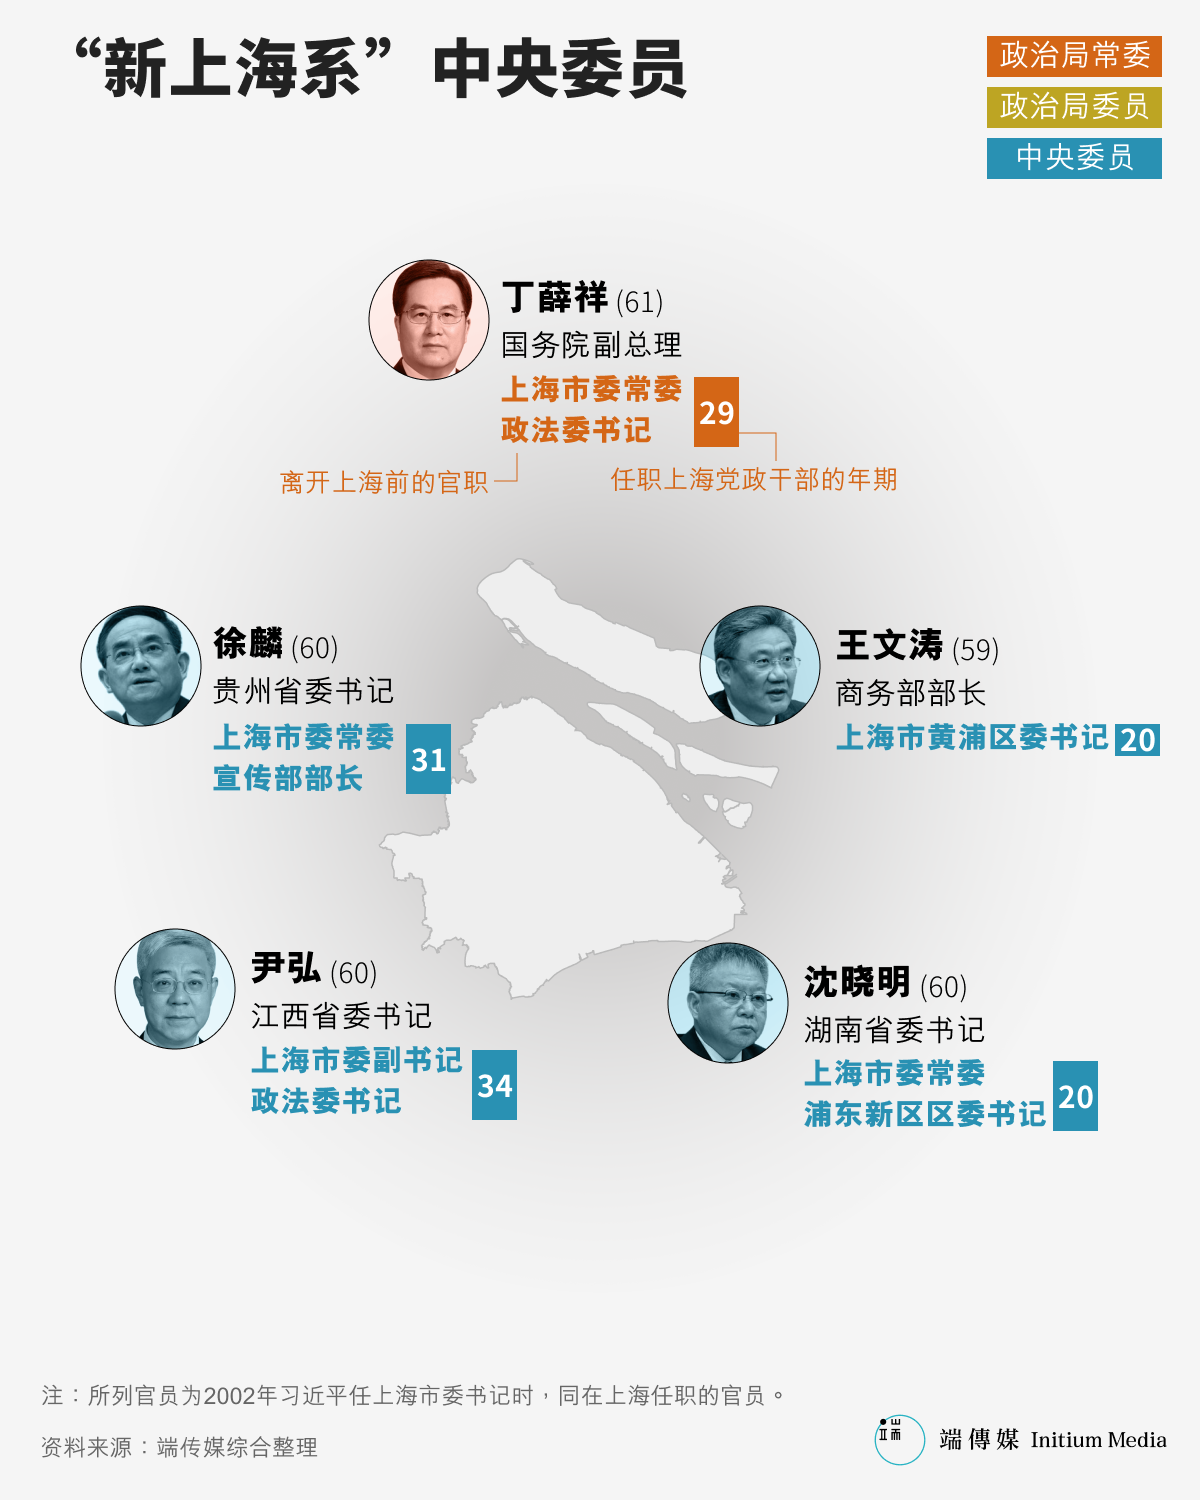 “新上海系”中央委员
政治局常委
政治局委员
中央委员
丁薛祥 (61)
国务院副总理
上海市委常委
政法委书记
29
离开上海前的官职
任职上海党政干部的年期
徐麟 (60)
贵州省委书记
上海市委常委
宣传部部长
31
王文涛 (59)
商务部部长
上海市黄浦区委书记 20
尹弘 (60)
江西省委书记
上海市委副书记
政法委书记
34
沈晓明 (60)
湖南省委书记
上海市委常委
浦东新区区委书记
20
注：所列官员为2002年习近平任上海市委书记时，同在上海任职的官员。
资料来源：端传媒综合整理
端傳媒 Initium Media